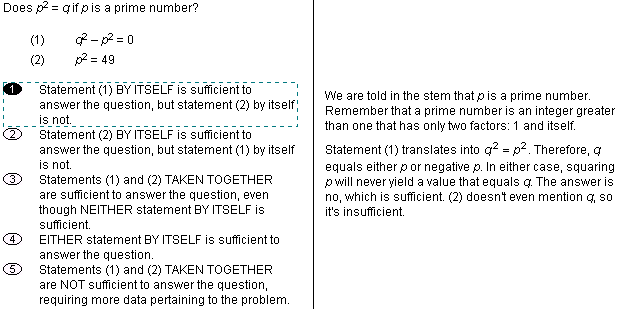 Does p² = q if p is a prime number?
(1) q² – p² = 0
(2) p² = 49
1 Statement (1) BY ITSELF is sufficient to
answer the question, but statement (2) by itself
is not.
2 Statement (2) BY ITSELF is sufficient to
answer the question, but statement (1) by itself
is not.
3 Statements (1) and (2) TAKEN TOGETHER
are sufficient to answer the question, even
though NEITHER statement BY ITSELF is
sufficient.
4 EITHER statement BY ITSELF is sufficient to
answer the question.
5 Statements (1) and (2) TAKEN TOGETHER
are NOT sufficient to answer the question,
requiring more data pertaining to the problem.
We are told in the stem that p is a prime number.
Remember that a prime number is an integer greater
than one that has only two factors: 1 and itself.
Statement (1) translates into q² = p². Therefore, q
equals either p or negative p. In either case, squaring
p will never yield a value that equals q. The answer is
no, which is sufficient. (2) doesn't even mention q, so
it's insufficient.